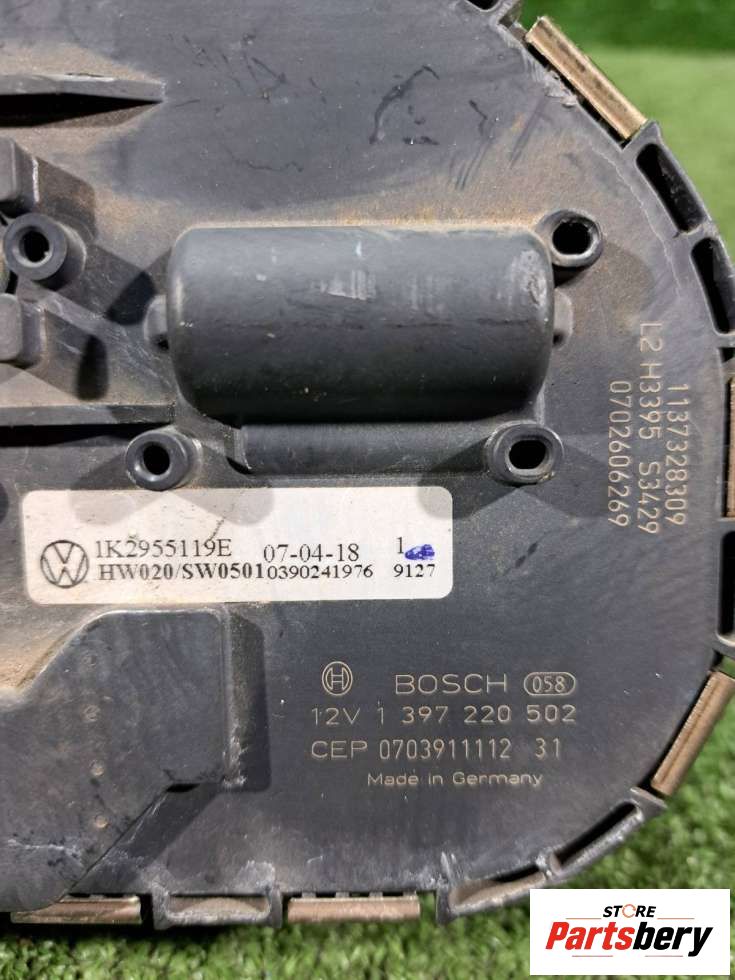 1137328309
L2 H3395 S3429
0702606269
1K2955119E 07-04-18 1
HW020/SW0501 0390241976 9127
BOSCH 058
12V 1 397 220 502
CEP 0703911112 31
Made in Germany
STORE
Partsbery